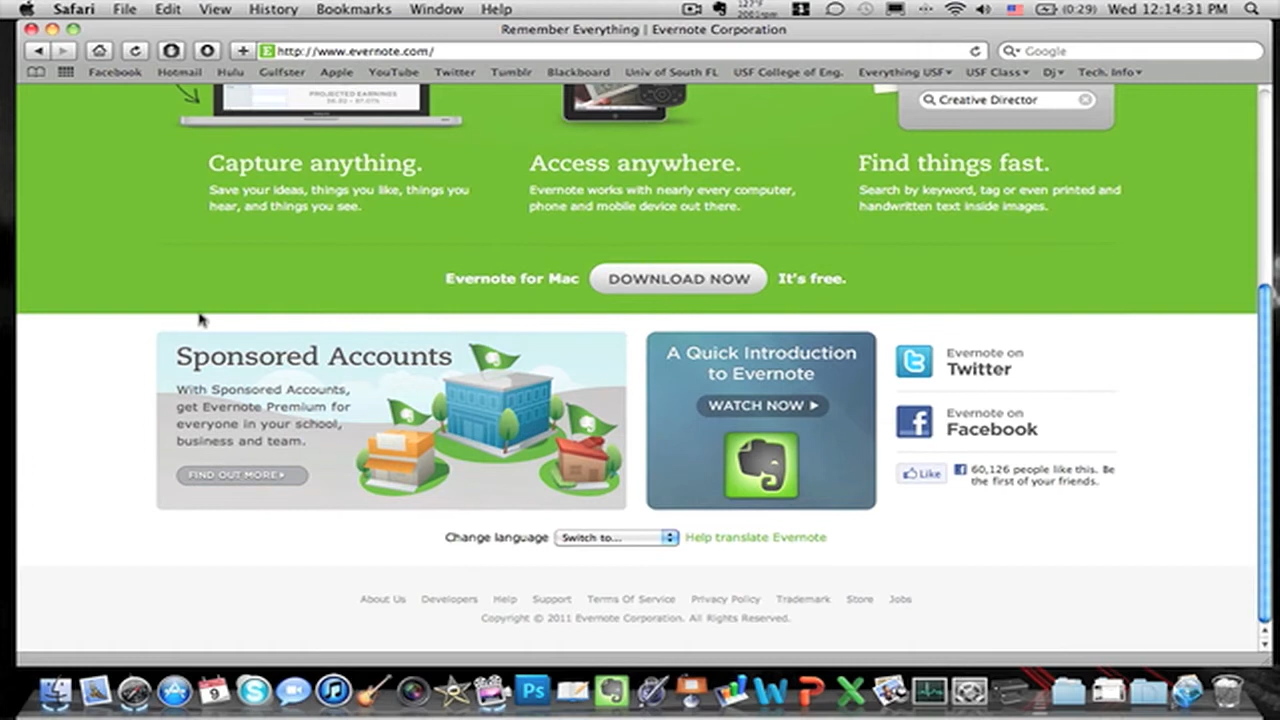 Safari File Edit View History Bookmarks Window Help
127°F
2001rpm
(0:29) Wed 12:14:31 PM
Remember Everything | Evernote Corporation
http://www.evernote.com/
Google
Facebook Hotmail Hulu Gulfster Apple YouTube Twitter Tumblr Blackboard Univ of South FL USF College of Eng. Everything USF USF Class Dj Tech. Info
PROJECTED EARNINGS
Creative Director
Capture anything.
Save your ideas, things you like, things you
hear, and things you see.
Access anywhere.
Evernote works with nearly every computer,
phone and mobile device out there.
Find things fast.
Search by keyword, tag or even printed and
handwritten text inside images.
Evernote for Mac DOWNLOAD NOW It's free.
Sponsored Accounts
With Sponsored Accounts,
get Evernote Premium for
everyone in your school,
business and team.
FIND OUT MORE
A Quick Introduction
to Evernote
WATCH NOW
Evernote on
Twitter
Evernote on
Facebook
Like
60,126 people like this. Be
the first of your friends.
Change language Switch to... Help translate Evernote
About Us Developers Help Support Terms Of Service Privacy Policy Trademark Store Jobs
Copyright © 2011 Evernote Corporation. All Rights Reserved.
9
Ps